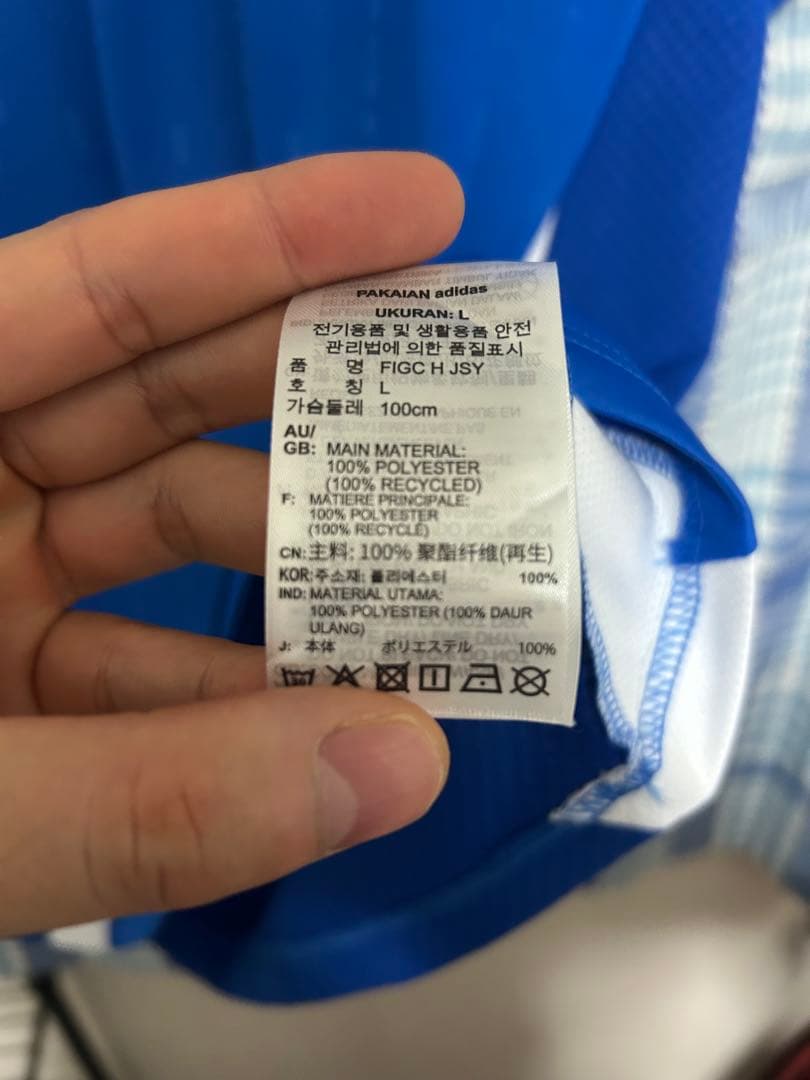 PAKAIAN adidas
UKURAN: L
전기용품 및 생활용품 안전
관리법에 의한 품질표시
품 명 FIGC H JSY
호 칭 L
가슴둘레 100cm
AU/
GB: MAIN MATERIAL:
100% POLYESTER
(100% RECYCLED)
F: MATIERE PRINCIPALE:
100% POLYESTER
(100% RECYCLÉ)
CN:主料: 100% 聚酯纤维(再生)
KOR:주소재: 폴리에스터 100%
IND: MATERIAL UTAMA:
100% POLYESTER (100% DAUR
ULANG)
J: 本体 ポリエステル 100%